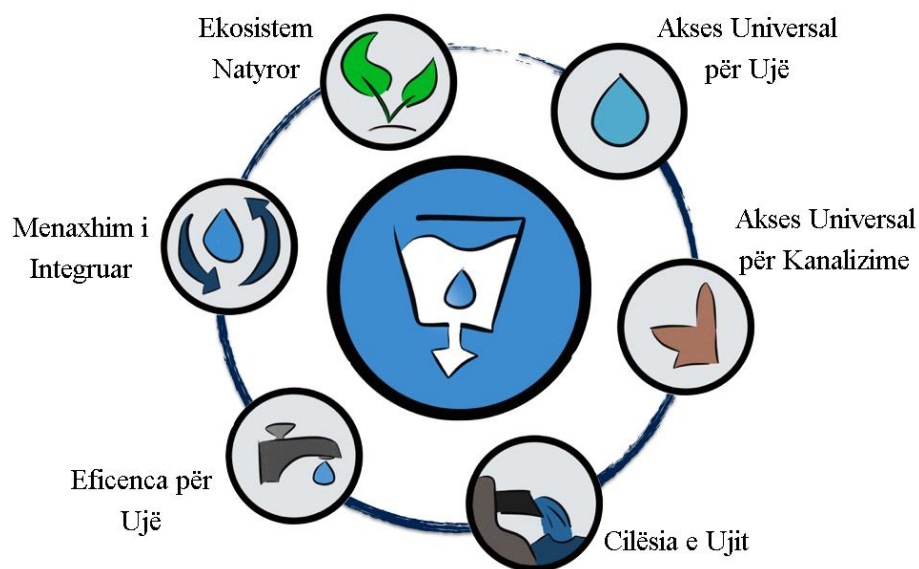 Ekosistem
Natyror
Akses Universal
për Ujë
Akses Universal
për Kanalizime
Cilësia e Ujit
Eficenca për
Ujë
Menaxhim i
Integruar